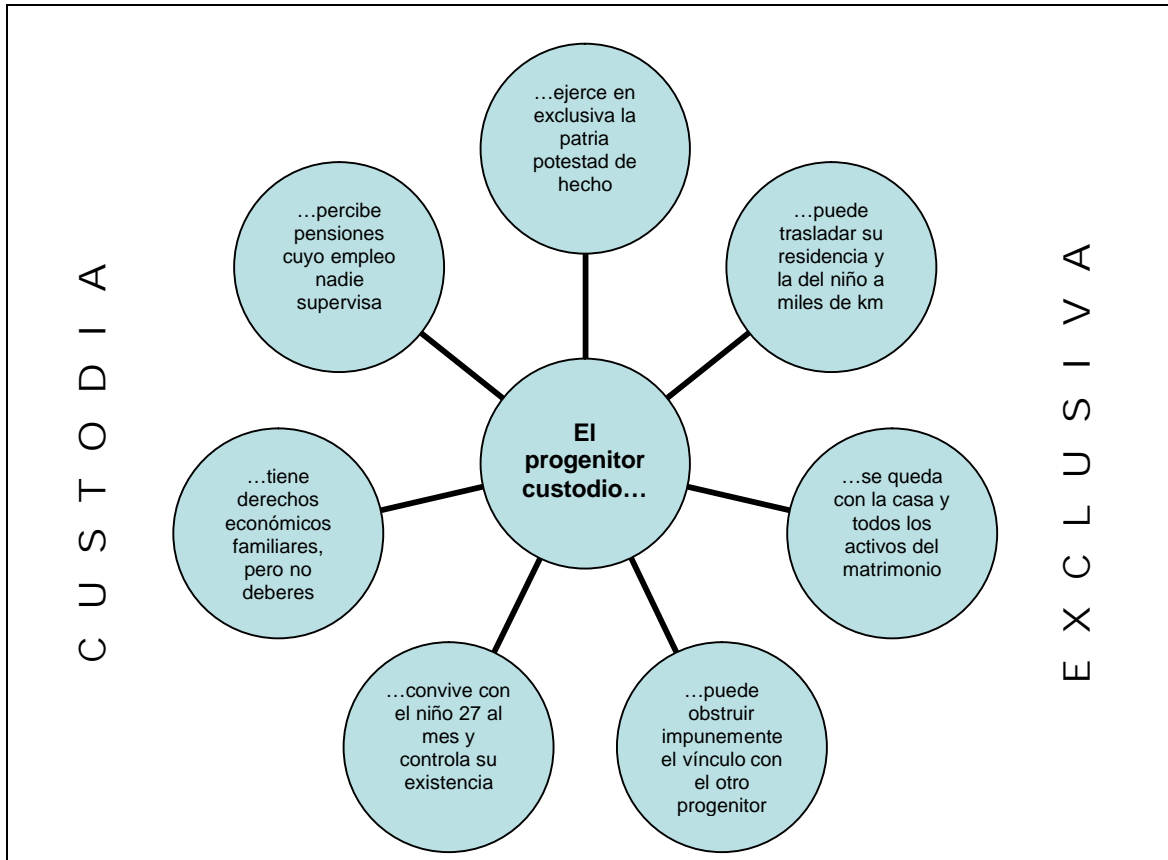 CUSTODIA
…ejerce en
exclusiva la
patria
potestad de
hecho
…percibe
pensiones
cuyo empleo
nadie
supervisa
…puede
trasladar su
residencia y
la del niño a
miles de km
El
progenitor
custodio…
…tiene
derechos
económicos
familiares,
pero no
deberes
…se queda
con la casa y
todos los
activos del
matrimonio
…convive con
el niño 27 al
mes y
controla su
existencia
…puede
obstruir
impunemente
el vínculo con
el otro
progenitor
EXCLUSIVA